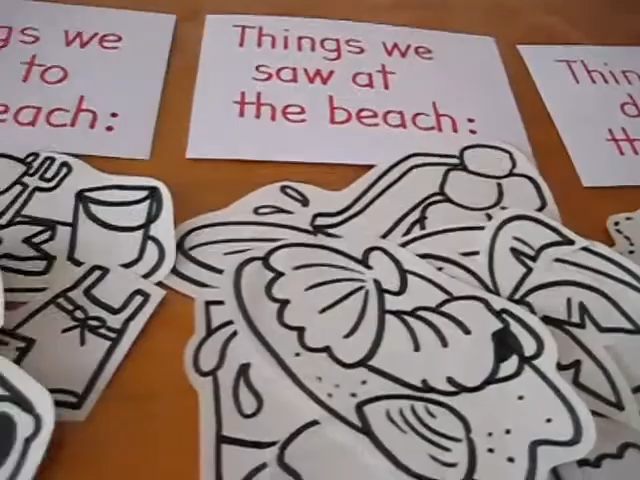 gs we
to
each:
Things we
saw at
the beach:
Thin
d
th